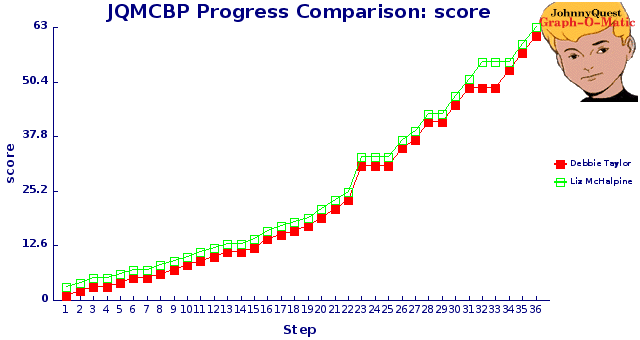 JQMCBP Progress Comparison: score
JohnnyQuest
Graph-O-Matic
63
50.4
37.8
25.2
12.6
0
score
1 2 3 4 5 6 7 8 9 10 11 12 13 14 15 16 17 18 19 20 21 22 23 24 25 26 27 28 29 30 31 32 33 34 35 36
Step
Debbie Taylor
Liz McHalpine